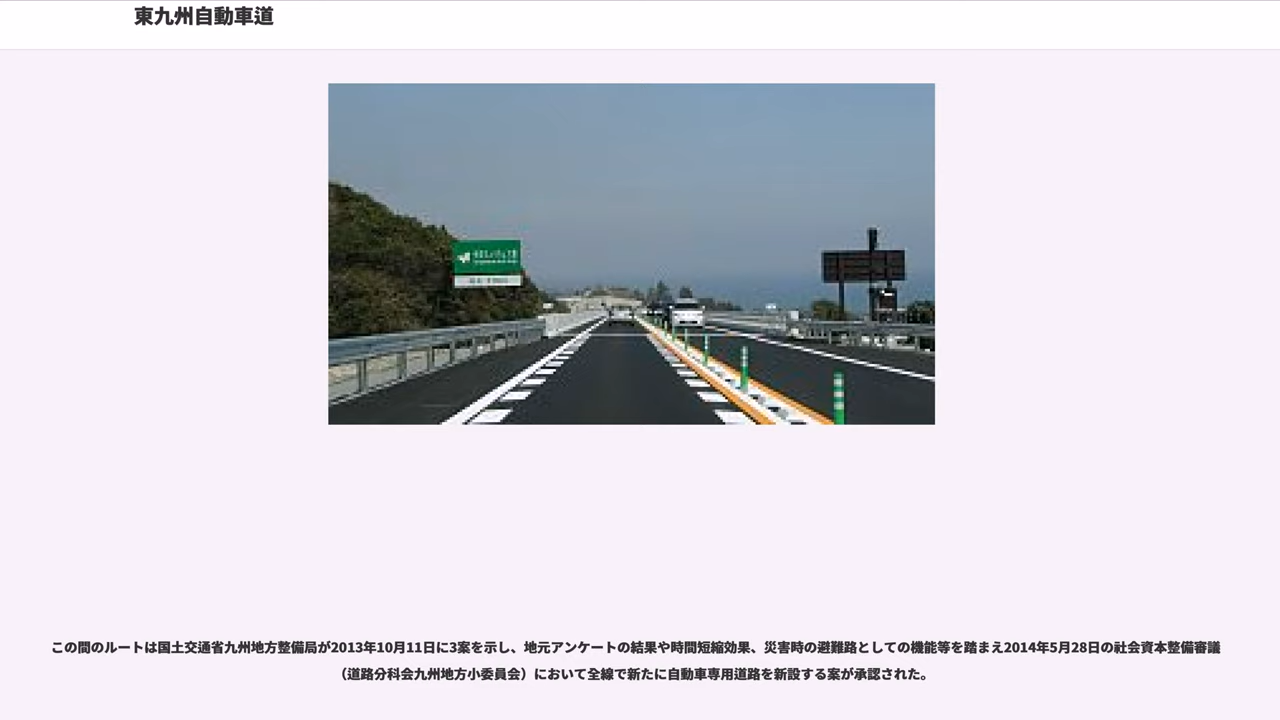 東九州自動車道
この間のルートは国土交通省九州地方整備局が2013年10月11日に3案を示し、地元アンケートの結果や時間短縮効果、災害時の避難路としての機能等を踏まえ2014年5月28日の社会資本整備審議
（道路分科会九州地方小委員会）において全線で新たに自動車専用道路を新設する案が承認された。